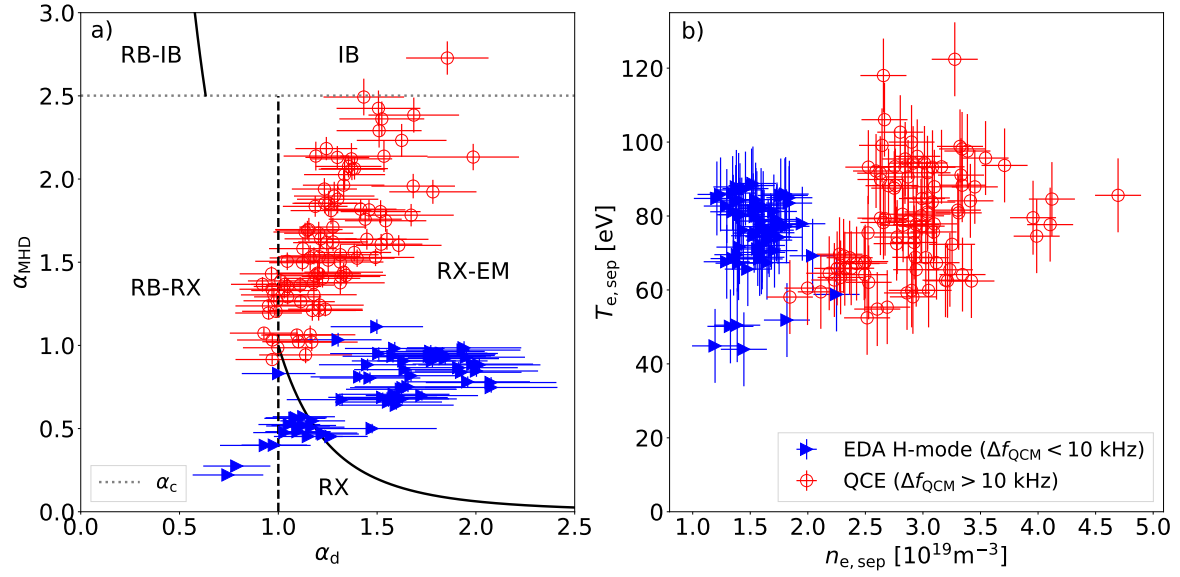 a)
RB-IB
IB
RB-RX
RX-EM
RX
α_c
3.0
2.5
2.0
1.5
1.0
0.5
0.0
α_MHD
0.0 0.5 1.0 1.5 2.0 2.5
α_d
b)
120
100
80
60
40
20
0
T_e, sep [eV]
EDA H-mode (Δf_QCM < 10 kHz)
QCE (Δf_QCM > 10 kHz)
1.0 1.5 2.0 2.5 3.0 3.5 4.0 4.5 5.0
n_e, sep [10¹⁹m⁻³]